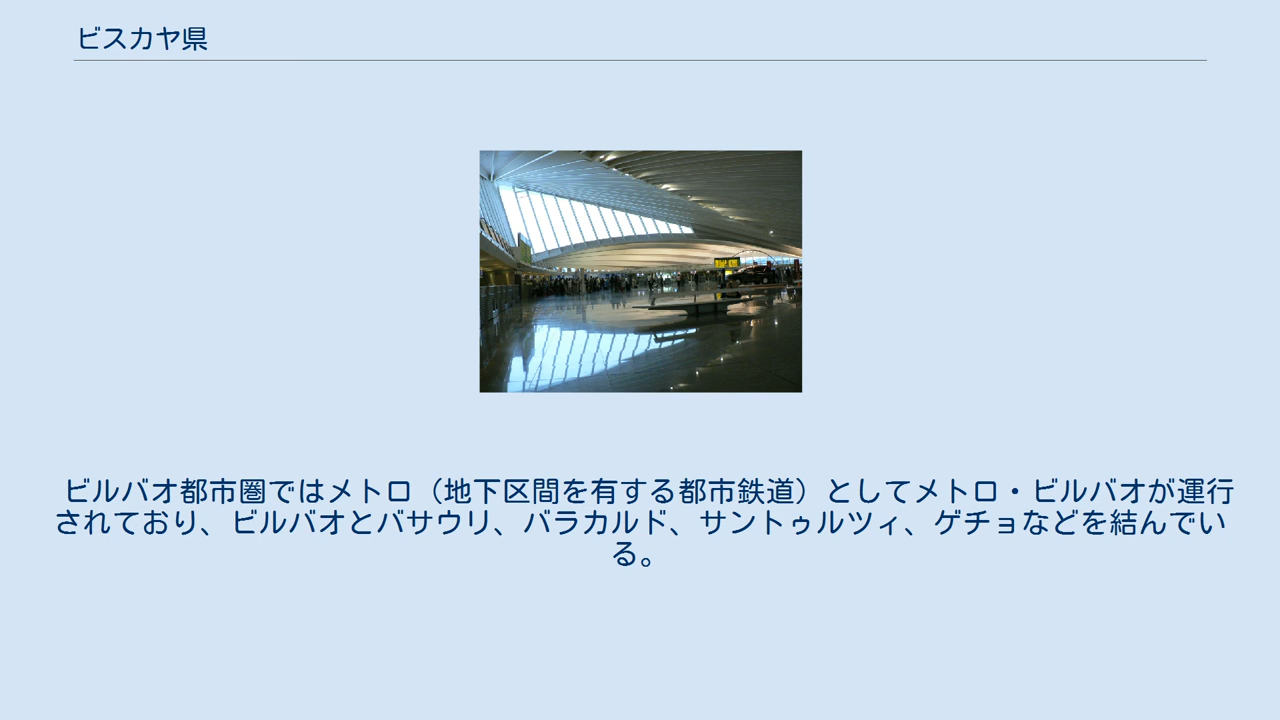 ビスカヤ県
ビルバオ都市圏ではメトロ（地下区間を有する都市鉄道）としてメトロ・ビルバオが運行
されており、ビルバオとバサウリ、バラカルド、サントゥルツィ、ゲチョなどを結んでい
る。